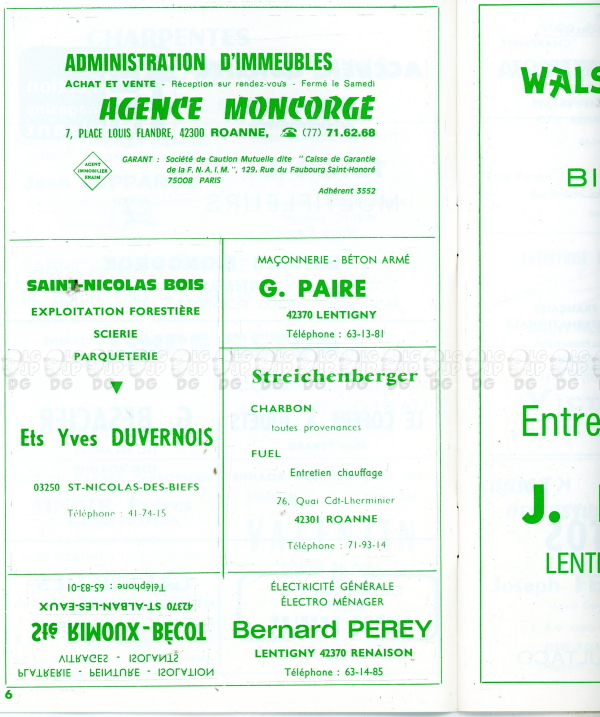 ADMINISTRATION D'IMMEUBLES
ACHAT ET VENTE - Réception sur rendez-vous - Fermé le Samedi
AGENCE MONCORGÉ
7, PLACE LOUIS FLANDRE, 42300 ROANNE, ☎ (77) 71.62.68
AGENT
IMMOBILIER
FNAIM
GARANT : Société de Caution Mutuelle dite "Caisse de Garantie
de la F.N.A.I.M.", 129, Rue du Faubourg Saint-Honoré
75008 PARIS
Adhérent 3552
SAINT-NICOLAS BOIS
EXPLOITATION FORESTIÈRE
SCIERIE
PARQUETERIE
Ets Yves DUVERNOIS
03250 ST-NICOLAS-DES-BIEFS
Téléphone : 41-74-15
MAÇONNERIE - BÉTON ARMÉ
G. PAIRE
42370 LENTIGNY
Téléphone : 63-13-81
Streichenberger
CHARBON
toutes provenances
FUEL
Entretien chauffage
76, Quai Cdt-Lherminier
42301 ROANNE
Téléphone : 71-93-14
PLATRERIE - PEINTURE - ISOLATION
VITRAGES - ISOLANTS
Sté RIMOUX-BÉCOT
42370 ST-ALBAN-LES-EAUX
Téléphone : 65-83-01
ÉLECTRICITÉ GÉNÉRALE
ÉLECTRO MÉNAGER
Bernard PEREY
LENTIGNY 42370 RENAISON
Téléphone : 63-14-85
6
WALS
BI
Entre
J.
LENTI